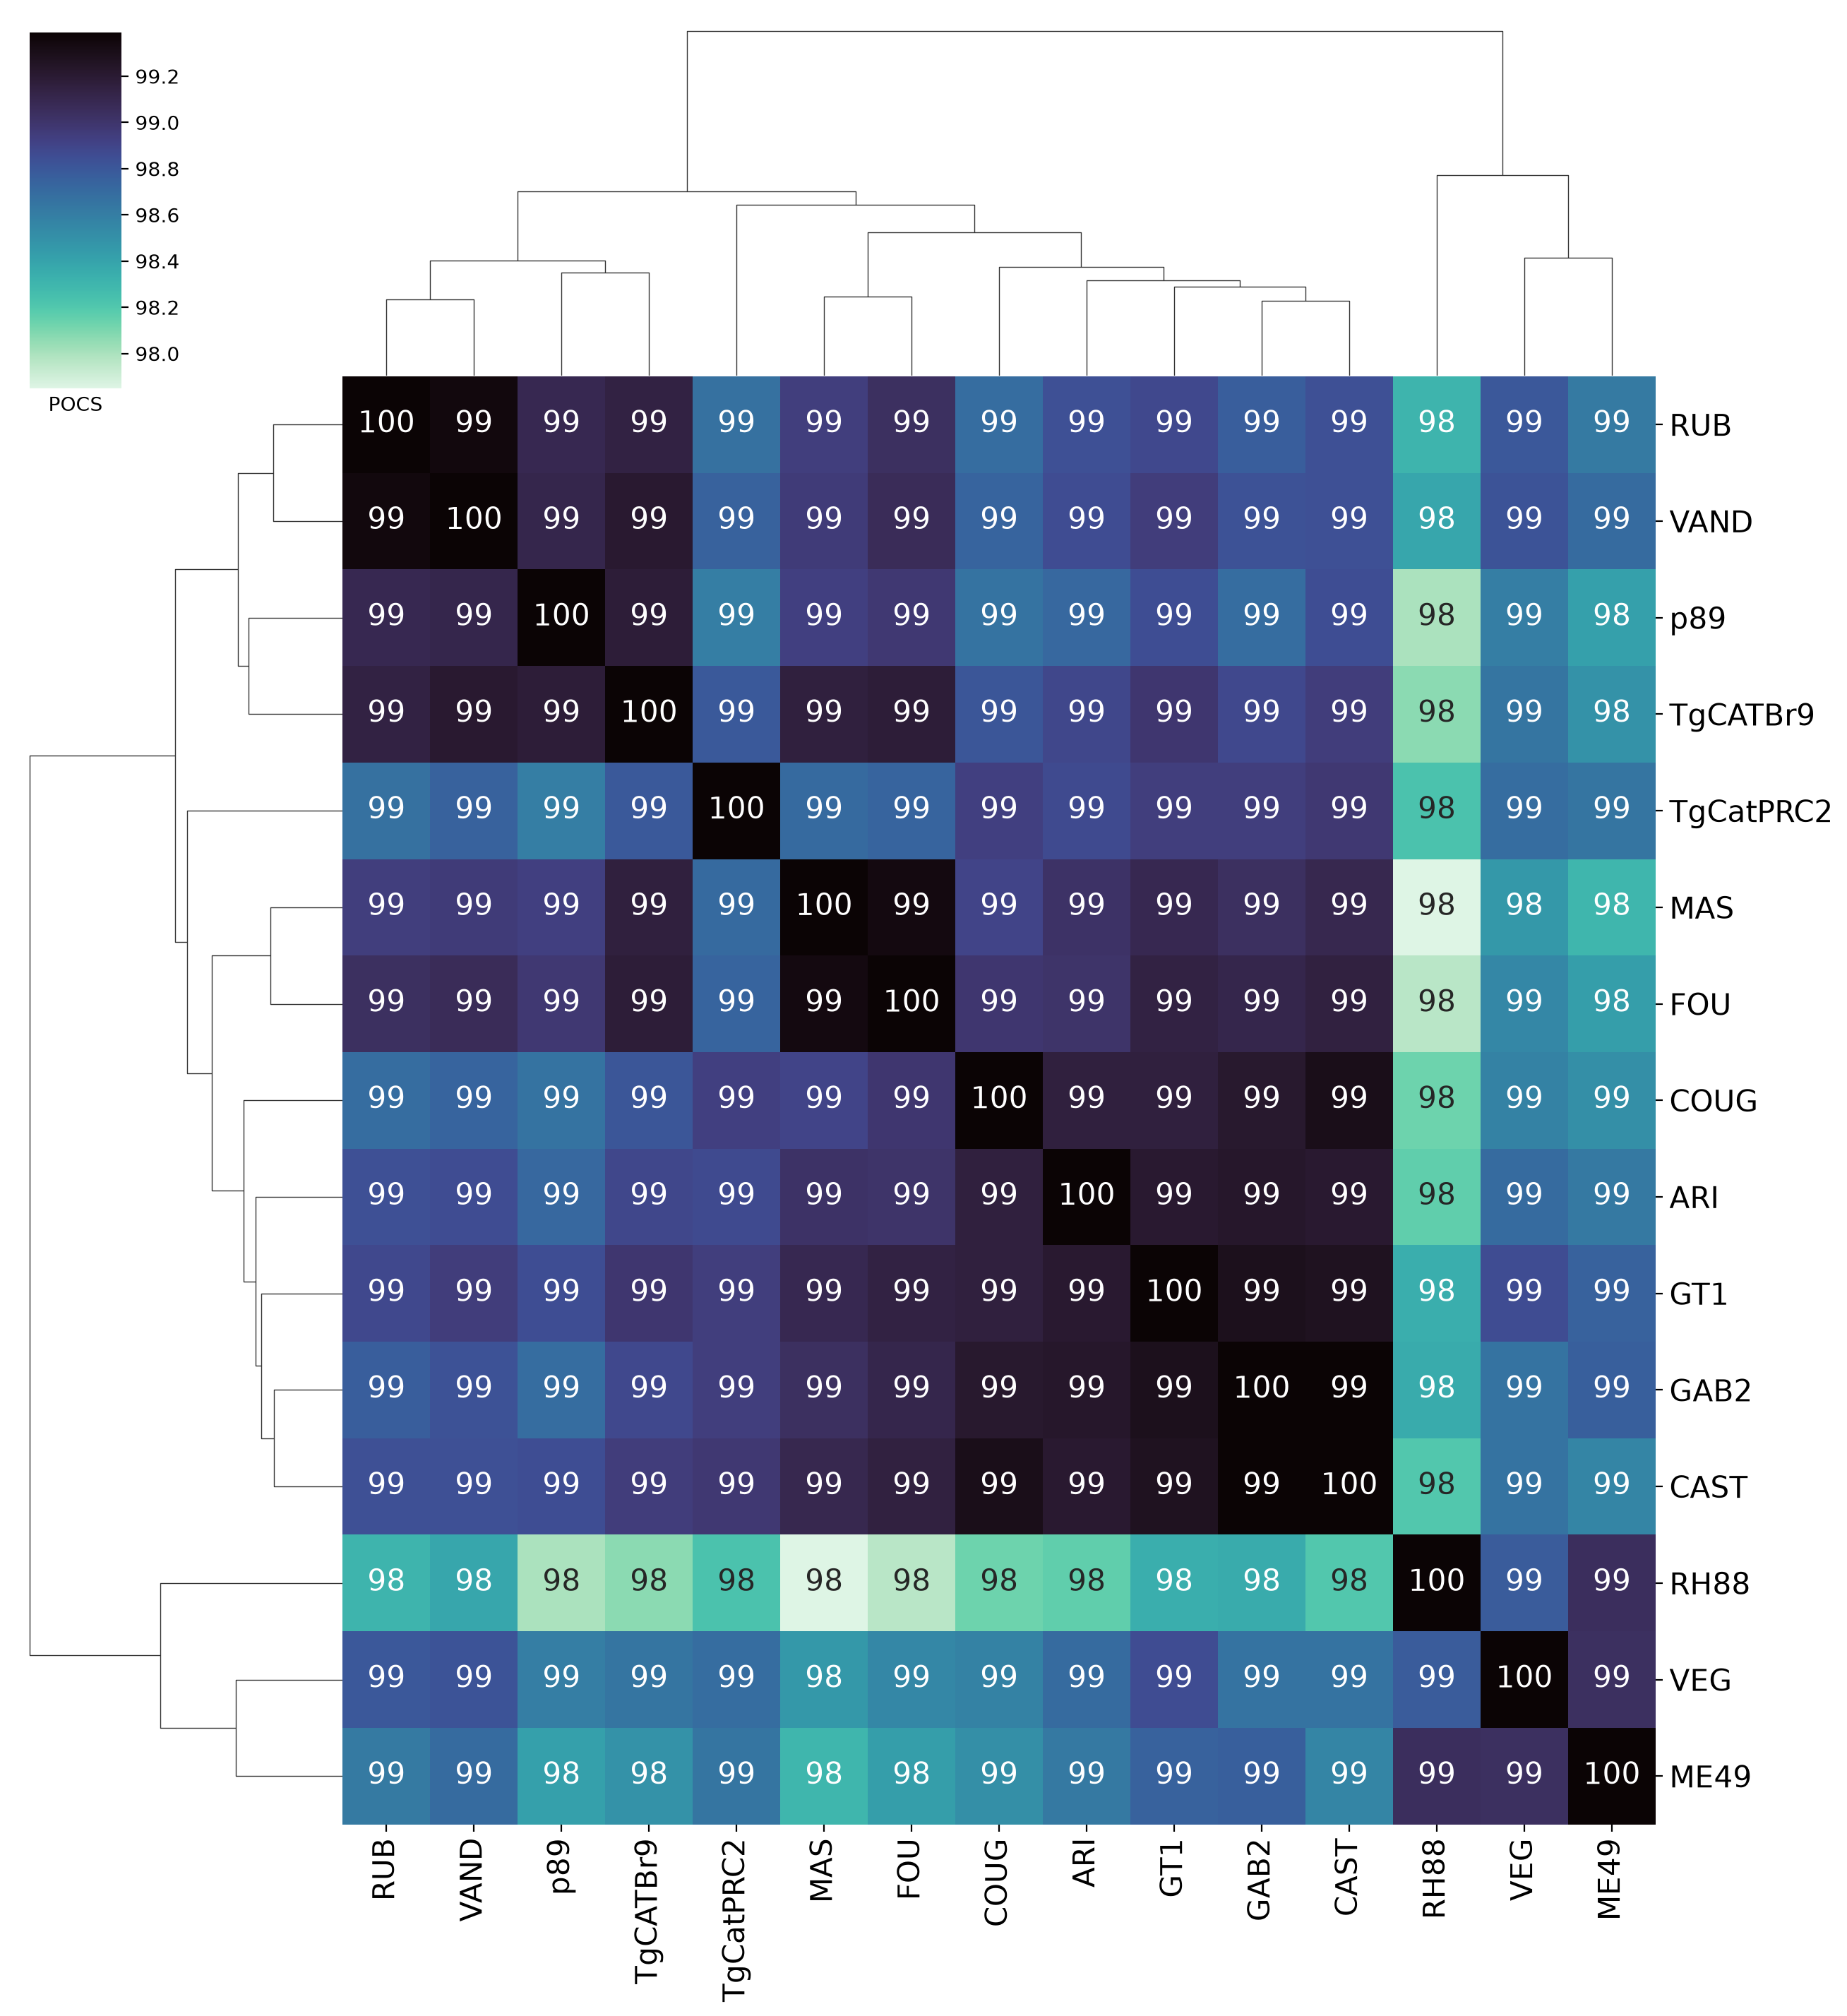 99.2
99.0
98.8
98.6
98.4
98.2
98.0
POCS
100 99 99 99 99 99 99 99 99 99 99 99 98 99 99 RUB
99 100 99 99 99 99 99 99 99 99 99 99 98 99 99 VAND
99 99 100 99 99 99 99 99 99 99 99 99 98 99 98 p89
99 99 99 100 99 99 99 99 99 99 99 99 98 99 98 TgCATBr9
99 99 99 99 100 99 99 99 99 99 99 99 98 99 99 TgCatPRC2
99 99 99 99 99 100 99 99 99 99 99 99 98 98 98 MAS
99 99 99 99 99 99 100 99 99 99 99 99 98 99 98 FOU
99 99 99 99 99 99 99 100 99 99 99 99 98 99 99 COUG
99 99 99 99 99 99 99 99 100 99 99 99 98 99 99 ARI
99 99 99 99 99 99 99 99 99 100 99 99 98 99 99 GT1
99 99 99 99 99 99 99 99 99 99 100 99 98 99 99 GAB2
99 99 99 99 99 99 99 99 99 99 99 100 98 99 99 CAST
98 98 98 98 98 98 98 98 98 98 98 98 100 99 99 RH88
99 99 99 99 99 98 99 99 99 99 99 99 99 100 99 VEG
99 99 98 98 99 98 98 99 99 99 99 99 99 99 100 ME49
RUB VAND p89 TgCATBr9 TgCatPRC2 MAS FOU COUG ARI GT1 GAB2 CAST RH88 VEG ME49